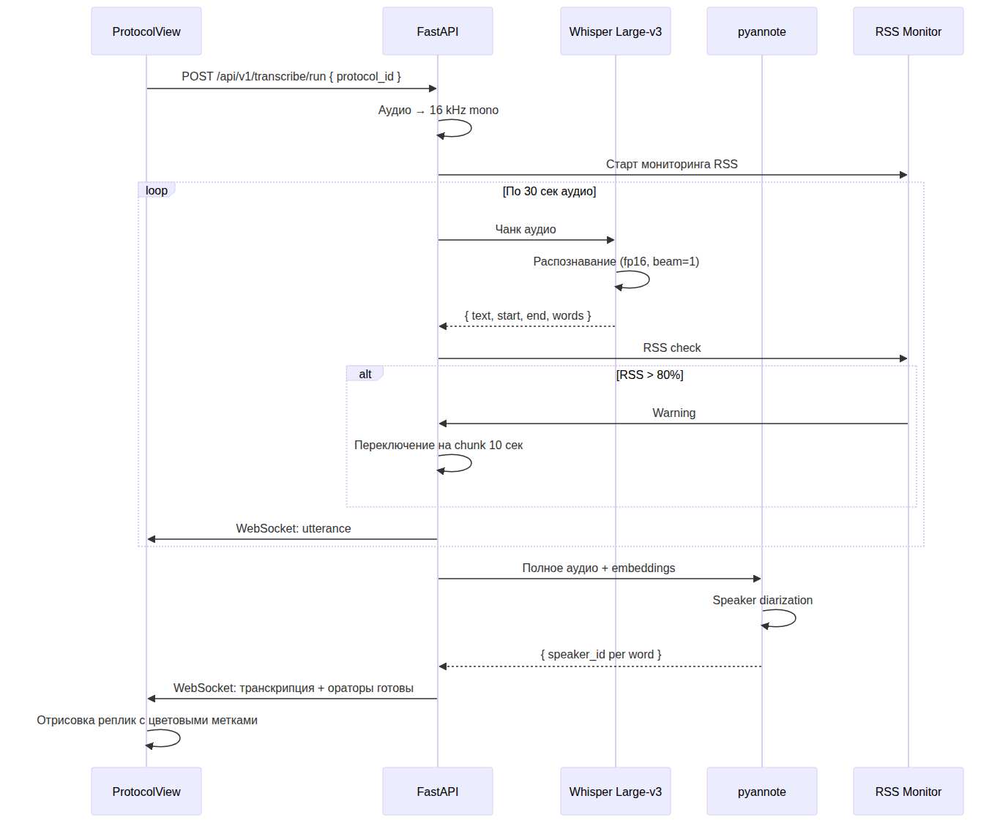 ProtocolView
FastAPI
Whisper Large-v3
pyannote
RSS Monitor
POST /api/v1/transcribe/run { protocol_id }
Аудио → 16 kHz mono
Старт мониторинга RSS
loop
[По 30 сек аудио]
Чанк аудио
Распознавание (fp16, beam=1)
{ text, start, end, words }
RSS check
alt
[RSS > 80%]
Warning
Переключение на chunk 10 сек
WebSocket: utterance
Полное аудио + embeddings
Speaker diarization
{ speaker_id per word }
WebSocket: транскрипция + ораторы готовы
Отрисовка реплик с цветовыми метками
ProtocolView
FastAPI
Whisper Large-v3
pyannote
RSS Monitor